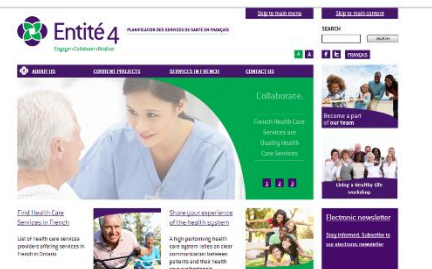 Skip to main menu
Skip to main content
Entité 4
PLANIFICATION DES SERVICES DE SANTÉ EN FRANÇAIS
Engager • Collaborer • Réaliser
SEARCH
SEARCH
A A
FRANÇAIS
ABOUT US
CURRENT PROJECTS
SERVICES IN FRENCH
CONTACT US
Collaborate.
French Health Care
Services are
Quality Health
Care Services
1 2 3
Become a part
of our team
Living a Healthy Life
workshop
Find Health Care
Services in French
List of health care services
providers offering services in
French in Ontario
Share your experience
of the health system
A high performing health
care system relies on clear
communication between
patients and their health
care professionals
Electronic newsletter
Stay informed. Subscribe to
our electronic newsletter